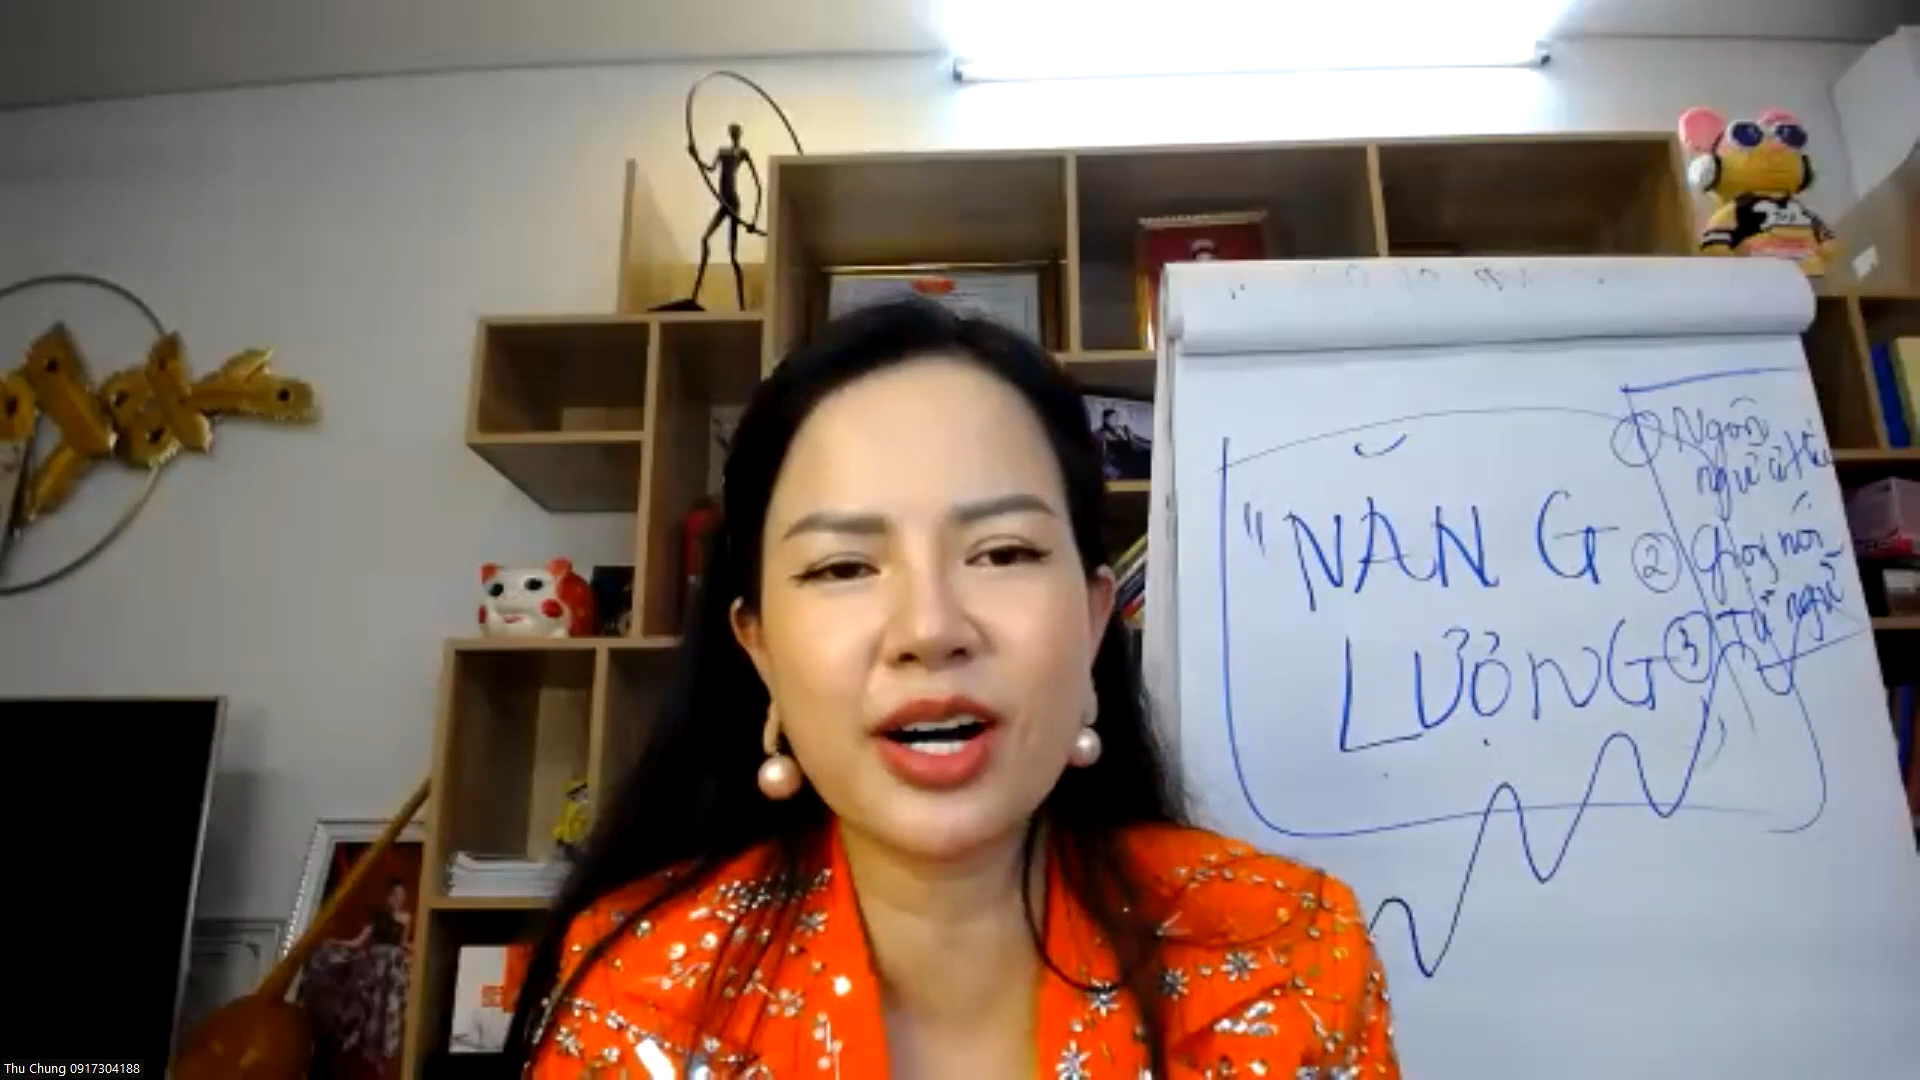 "NĂNG
LƯỢNG
① Ngôn
ngữ cơ thể
② Giọng nói
③ Từ ngữ
Thu Chung 0917304188